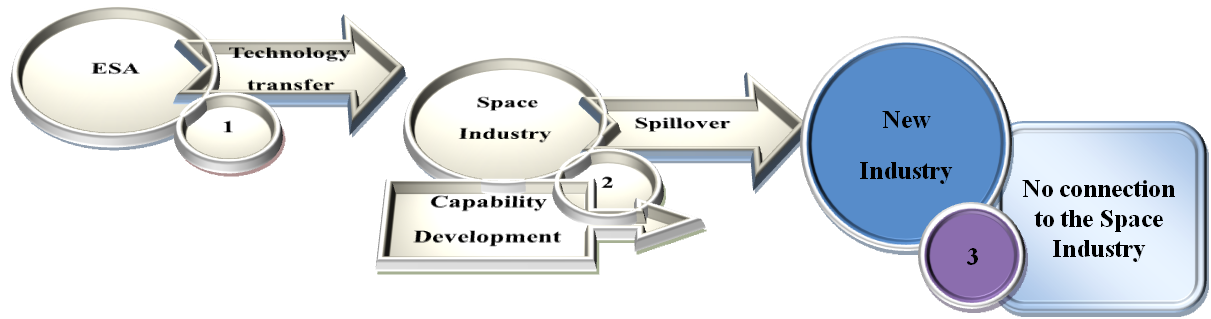 ESA
Technology
transfer
1
Space
Industry
Spillover
2
Capability
Development
New
Industry
3
No connection
to the Space
Industry